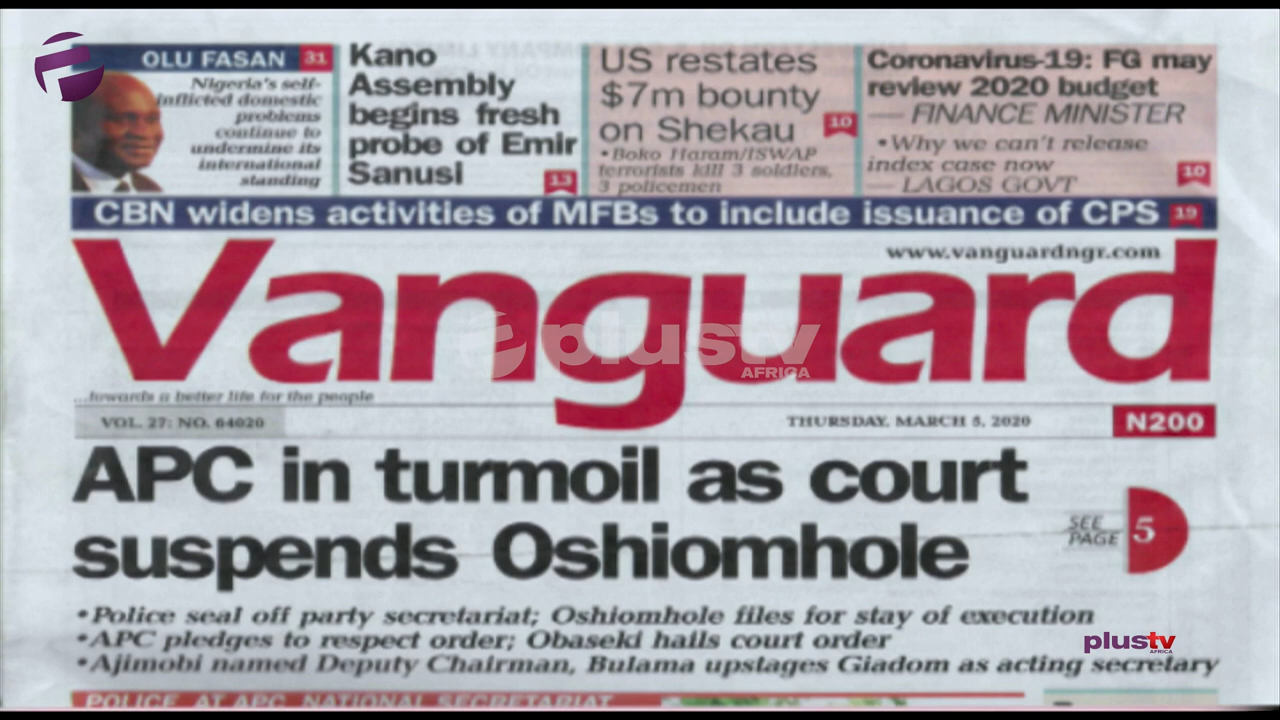 OLU FASAN 31
Nigeria's self-
inflicted domestic
problems
continue to
undermine its
international
standing
Kano
Assembly
begins fresh
probe of Emir
Sanusi
13
US restates
$7m bounty
on Shekau
10
•Boko Haram/ISWAP
terrorists kill 3 soldiers,
3 policemen
Coronavirus-19: FG may
review 2020 budget
— FINANCE MINISTER
•Why we can't release
index case now
— LAGOS GOVT
10
CBN widens activities of MFBs to include issuance of CPS 19
www.vanguardngr.com
Vanguard
plustv
AFRICA
...towards a better life for the people
VOL. 27: NO. 64020
THURSDAY, MARCH 5, 2020
N200
APC in turmoil as court
suspends Oshiomhole
SEE
PAGE 5
•Police seal off party secretariat; Oshiomhole files for stay of execution
•APC pledges to respect order; Obaseki hails court order
•Ajimobi named Deputy Chairman, Bulama upstages Giadom as acting secretary
plustv
AFRICA
POLICE AT APC NATIONAL SECRETARIAT